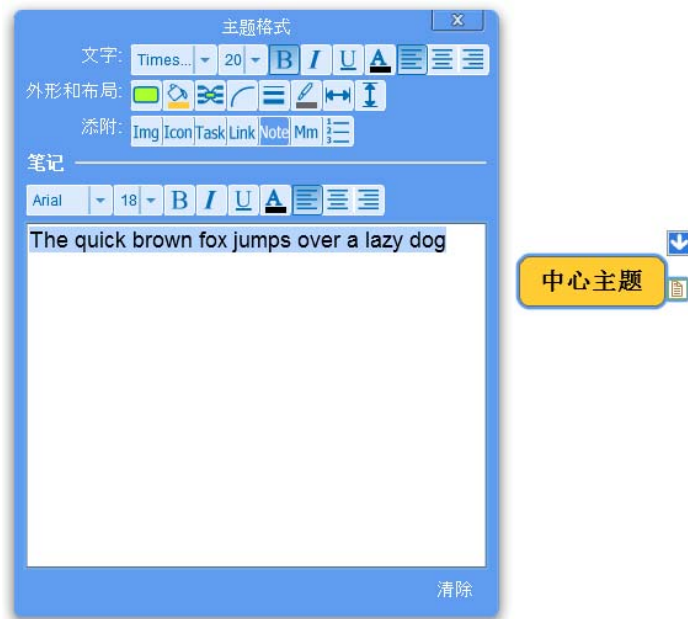 主题格式
文字: Times... 20 B I U A
外形和布局:
添附: Img Icon Task Link Note Mm
笔记
Arial 18 B I U A
The quick brown fox jumps over a lazy dog
中心主题
清除